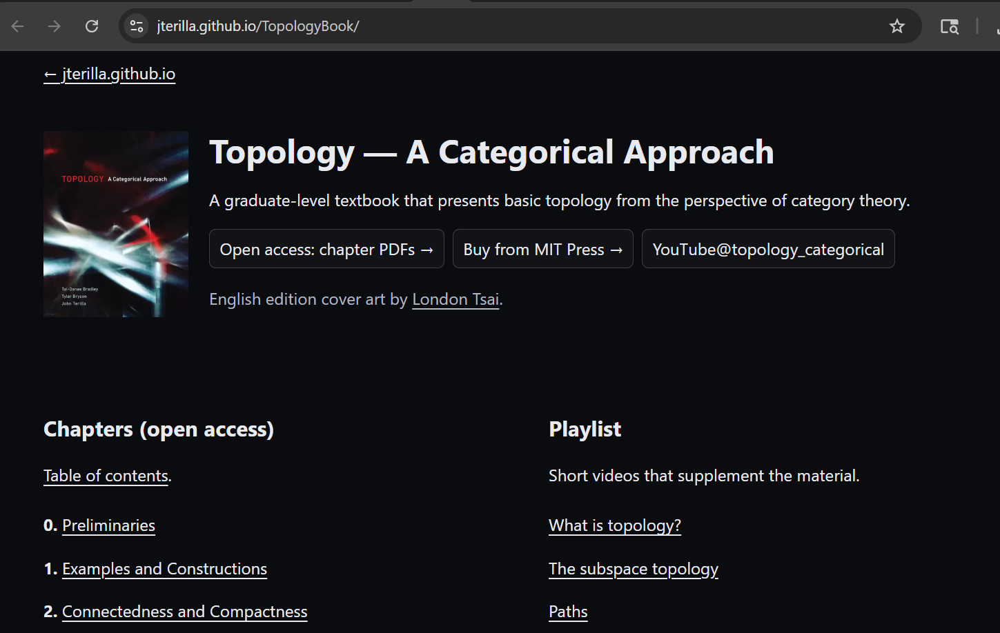 jterilla.github.io/TopologyBook/
← jterilla.github.io
TOPOLOGY A Categorical Approach
Tai-Danae Bradley
Tyler Bryson
John Terilla
Topology — A Categorical Approach
A graduate-level textbook that presents basic topology from the perspective of category theory.
Open access: chapter PDFs →
Buy from MIT Press →
YouTube@topology_categorical
English edition cover art by London Tsai.
Chapters (open access)
Table of contents.
0. Preliminaries
1. Examples and Constructions
2. Connectedness and Compactness
Playlist
Short videos that supplement the material.
What is topology?
The subspace topology
Paths